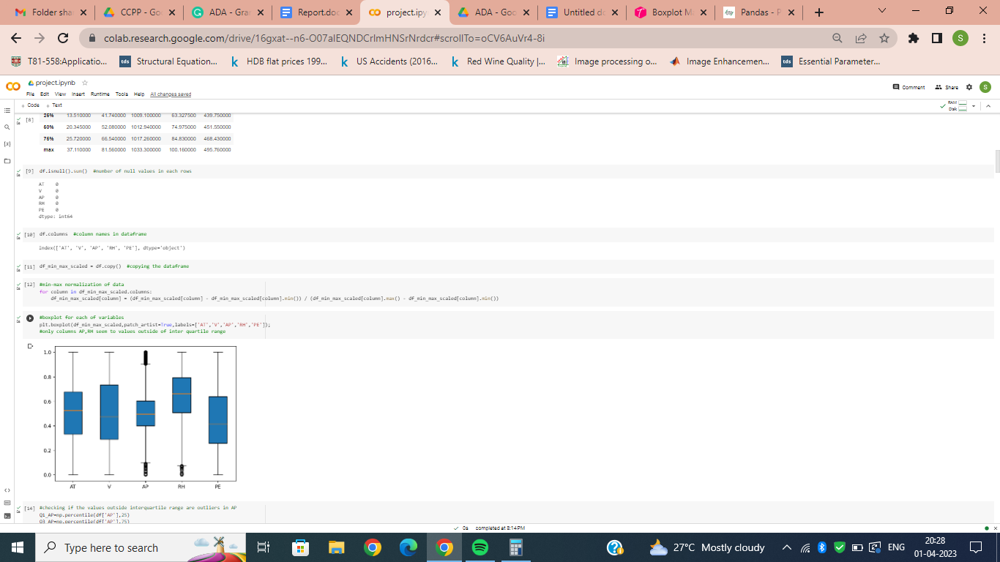 Folder sha
CCPP - Go
ADA - Gra
Report.doc
project.ipy
ADA - Goo
Untitled d
Boxplot M
Pandas - P
colab.research.google.com/drive/16gxat--n6-O07alEQNDCrImHNSrNrdcr#scrollTo=oCV6AuVr4-8i
S
T81-558:Applicatio...
tds Structural Equation...
k HDB flat prices 199...
k US Accidents (2016...
k Red Wine Quality |...
Image processing o...
Image Enhancemen...
tds Essential Parameter...
project.ipynb
File Edit View Insert Runtime Tools Help All changes saved
Comment Share S
+ Code + Text
RAM
Disk
[8]
25% 13.510000 41.740000 1009.100000 63.327500 439.750000
50% 20.345000 52.080000 1012.940000 74.975000 451.550000
75% 25.720000 66.540000 1017.260000 84.830000 468.430000
max 37.110000 81.560000 1033.300000 100.160000 495.760000
[9] df.isnull().sum() #number of null values in each rows
AT 0
V 0
AP 0
RH 0
PE 0
dtype: int64
[10] df.columns #column names in dataframe
Index(['AT', 'V', 'AP', 'RH', 'PE'], dtype='object')
[11] df_min_max_scaled = df.copy() #copying the dataframe
[12] #min-max normalization of data
for column in df_min_max_scaled.columns:
df_min_max_scaled[column] = (df_min_max_scaled[column] - df_min_max_scaled[column].min()) / (df_min_max_scaled[column].max() - df_min_max_scaled[column].min())
#boxplot for each of variables
plt.boxplot(df_min_max_scaled,patch_artist=True,labels=['AT','V','AP','RH','PE']);
#only columns AP,RH seem to values outside of inter quartile range
1.0
0.8
0.6
0.4
0.2
0.0
AT V AP RH PE
[14] #checking if the values outside interquartile range are outliers in AP
Q1_AP=np.percentile(df['AP'],25)
Q3_AP=np.percentile(df['AP'],75)
0s completed at 8:14 PM
Type here to search
27°C Mostly cloudy
ENG
20:28
01-04-2023